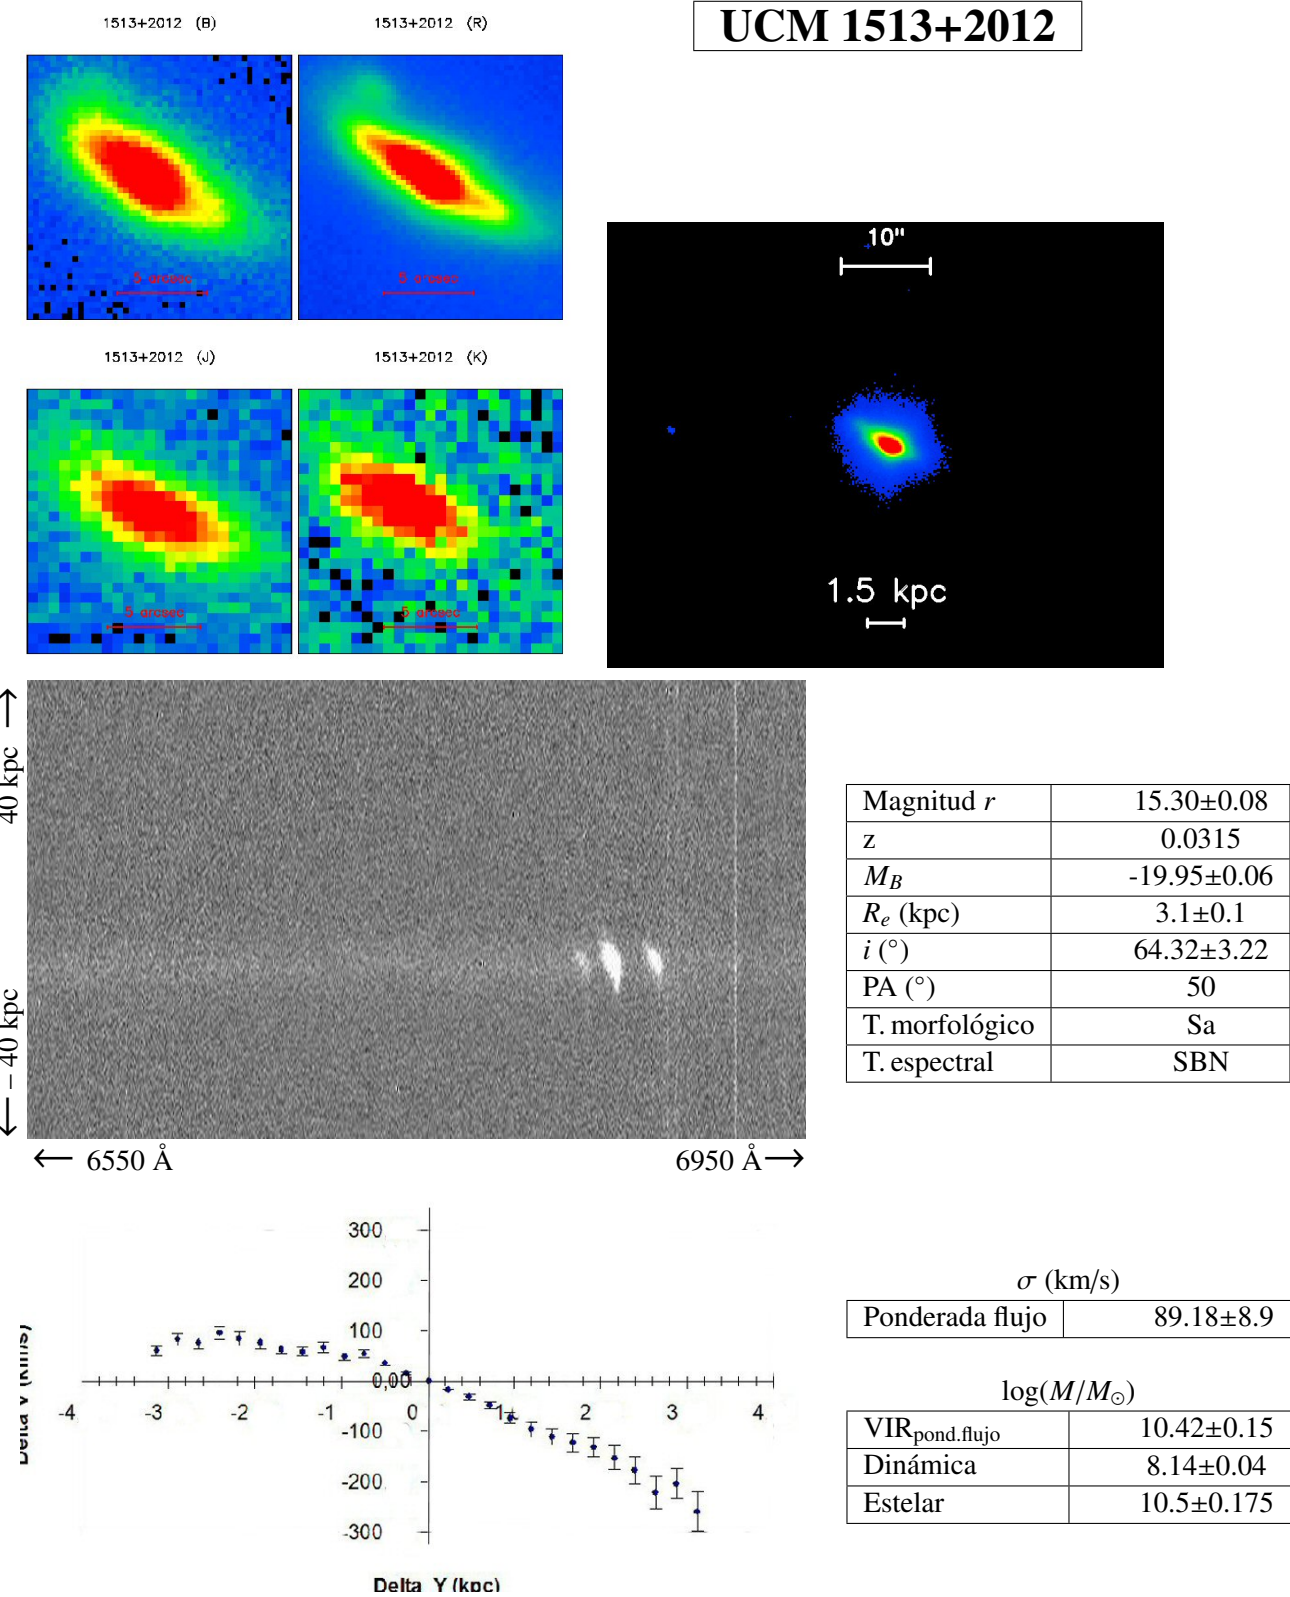 1513+2012 (B)
1513+2012 (R)
UCM 1513+2012
5 arcsec
5 arcsec
10"
1.5 kpc
1513+2012 (J)
1513+2012 (K)
5 arcsec
5 arcsec
← −40 kpc
40 kpc →
← 6550 Å
6950 Å →
Magnitud r 15.30±0.08
z 0.0315
M_B -19.95±0.06
R_e (kpc) 3.1±0.1
i (°) 64.32±3.22
PA (°) 50
T. morfológico Sa
T. espectral SBN
300
200
100
0,00
-100
-200
-300
-4 -3 -2 -1 0 1 2 3 4
Delta V (km/s)
Delta Y (kpc)
σ (km/s)
Ponderada flujo 89.18±8.9
log(M/M☉)
VIR pond.flujo 10.42±0.15
Dinámica 8.14±0.04
Estelar 10.5±0.175